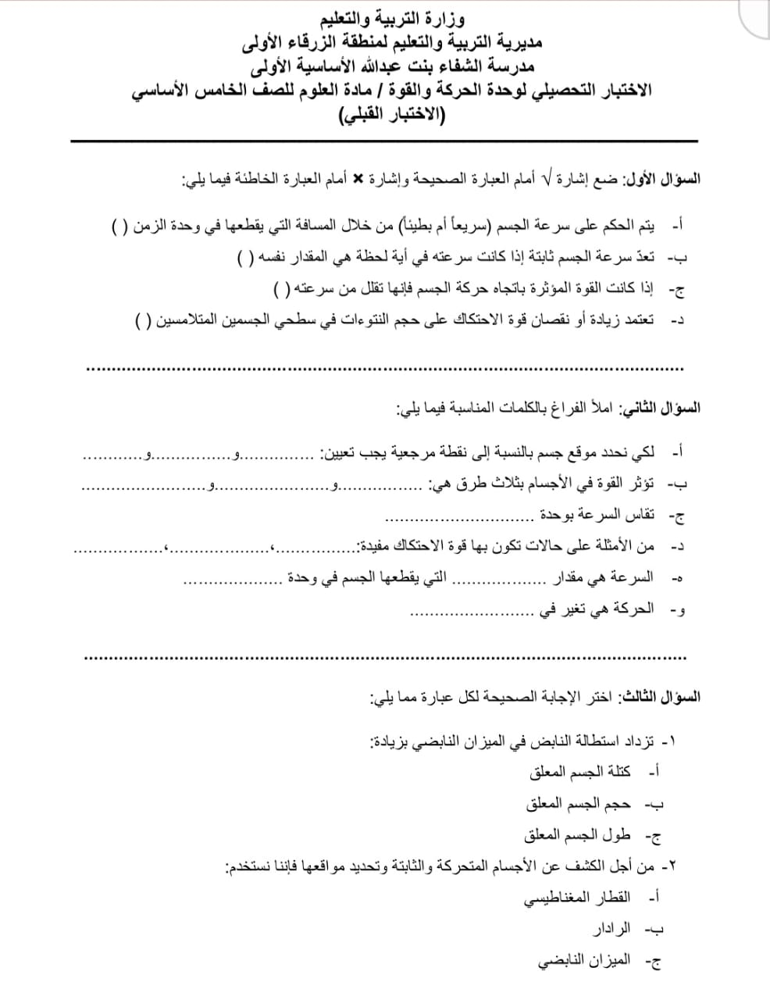 وزارة التربية والتعليم
مديرية التربية والتعليم لمنطقة الزرقاء الأولى
مدرسة الشفاء بنت عبدالله الأساسية الأولى
الاختبار التحصيلي لوحدة الحركة والقوة / مادة العلوم للصف الخامس الأساسي
(الاختبار القبلي)
السؤال الأول: ضع إشارة √ أمام العبارة الصحيحة وإشارة × أمام العبارة الخاطئة فيما يلي:
أ- يتم الحكم على سرعة الجسم (سريعاً أم بطيئاً) من خلال المسافة التي يقطعها في وحدة الزمن ( )
ب- تعدّ سرعة الجسم ثابتة إذا كانت سرعته في أية لحظة هي المقدار نفسه ( )
ج- إذا كانت القوة المؤثرة باتجاه حركة الجسم فإنها تقلل من سرعته ( )
د- تعتمد زيادة أو نقصان قوة الاحتكاك على حجم النتوءات في سطحي الجسمين المتلامسين ( )
السؤال الثاني: املأ الفراغ بالكلمات المناسبة فيما يلي:
أ- لكي نحدد موقع جسم بالنسبة إلى نقطة مرجعية يجب تعيين: ...............و................و............
ب- تؤثر القوة في الأجسام بثلاث طرق هي: .................و.......................و.........................
ج- تقاس السرعة بوحدة ..............................
د- من الأمثلة على حالات تكون بها قوة الاحتكاك مفيدة:................،....................،..................
ه- السرعة هي مقدار ................... التي يقطعها الجسم في وحدة ....................
و- الحركة هي تغير في .........................
السؤال الثالث: اختر الإجابة الصحيحة لكل عبارة مما يلي:
١- تزداد استطالة النابض في الميزان النابضي بزيادة:
أ- كتلة الجسم المعلق
ب- حجم الجسم المعلق
ج- طول الجسم المعلق
٢- من أجل الكشف عن الأجسام المتحركة والثابتة وتحديد مواقعها فإننا نستخدم:
أ- القطار المغناطيسي
ب- الرادار
ج- الميزان النابضي